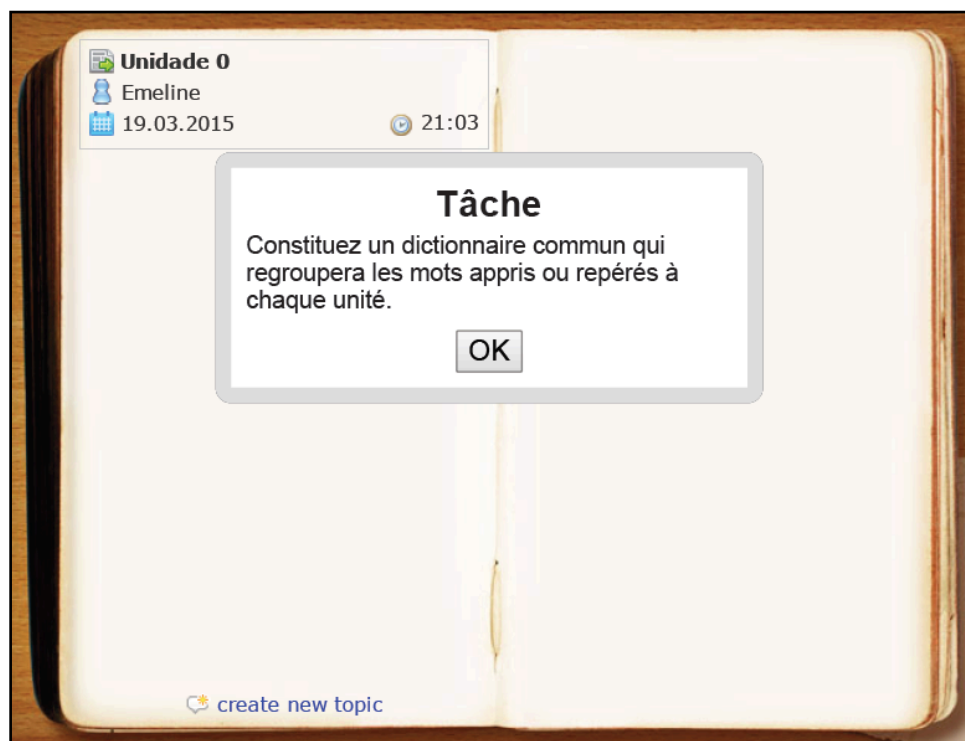 Unidade 0
Emeline
19.03.2015 21:03
Tâche
Constituez un dictionnaire commun qui
regroupera les mots appris ou repérés à
chaque unité.
OK
create new topic